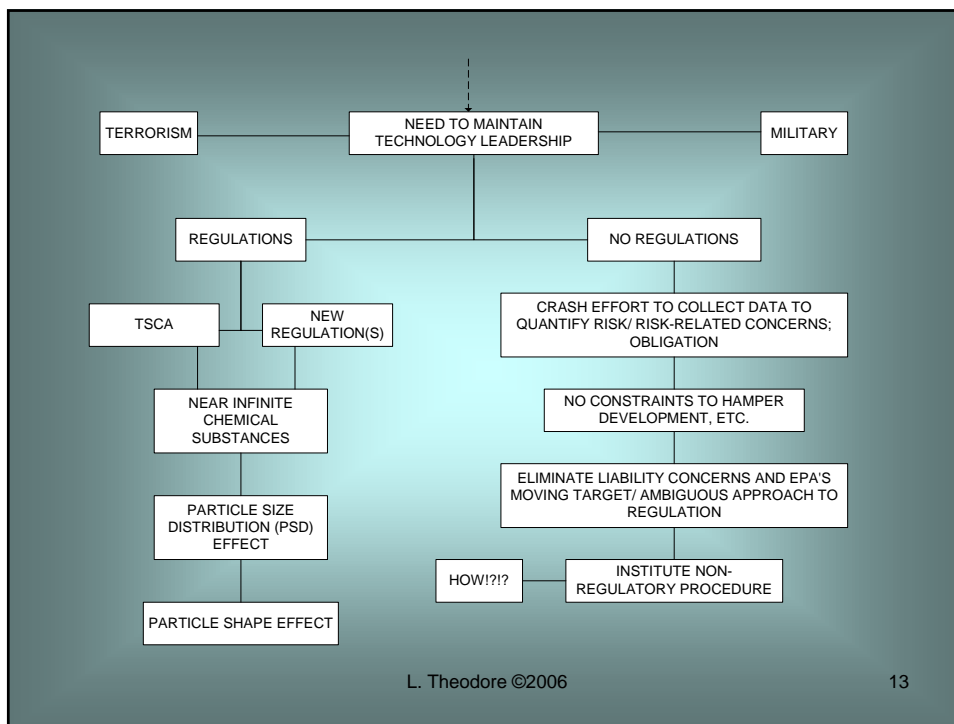 TERRORISM
NEED TO MAINTAIN
TECHNOLOGY LEADERSHIP
MILITARY
REGULATIONS
NO REGULATIONS
TSCA
NEW
REGULATION(S)
CRASH EFFORT TO COLLECT DATA TO
QUANTIFY RISK/ RISK-RELATED CONCERNS;
OBLIGATION
NEAR INFINITE
CHEMICAL
SUBSTANCES
NO CONSTRAINTS TO HAMPER
DEVELOPMENT, ETC.
PARTICLE SIZE
DISTRIBUTION (PSD)
EFFECT
ELIMINATE LIABILITY CONCERNS AND EPA'S
MOVING TARGET/ AMBIGUOUS APPROACH TO
REGULATION
HOW!?!?
INSTITUTE NON-
REGULATORY PROCEDURE
PARTICLE SHAPE EFFECT
L. Theodore ©2006
13